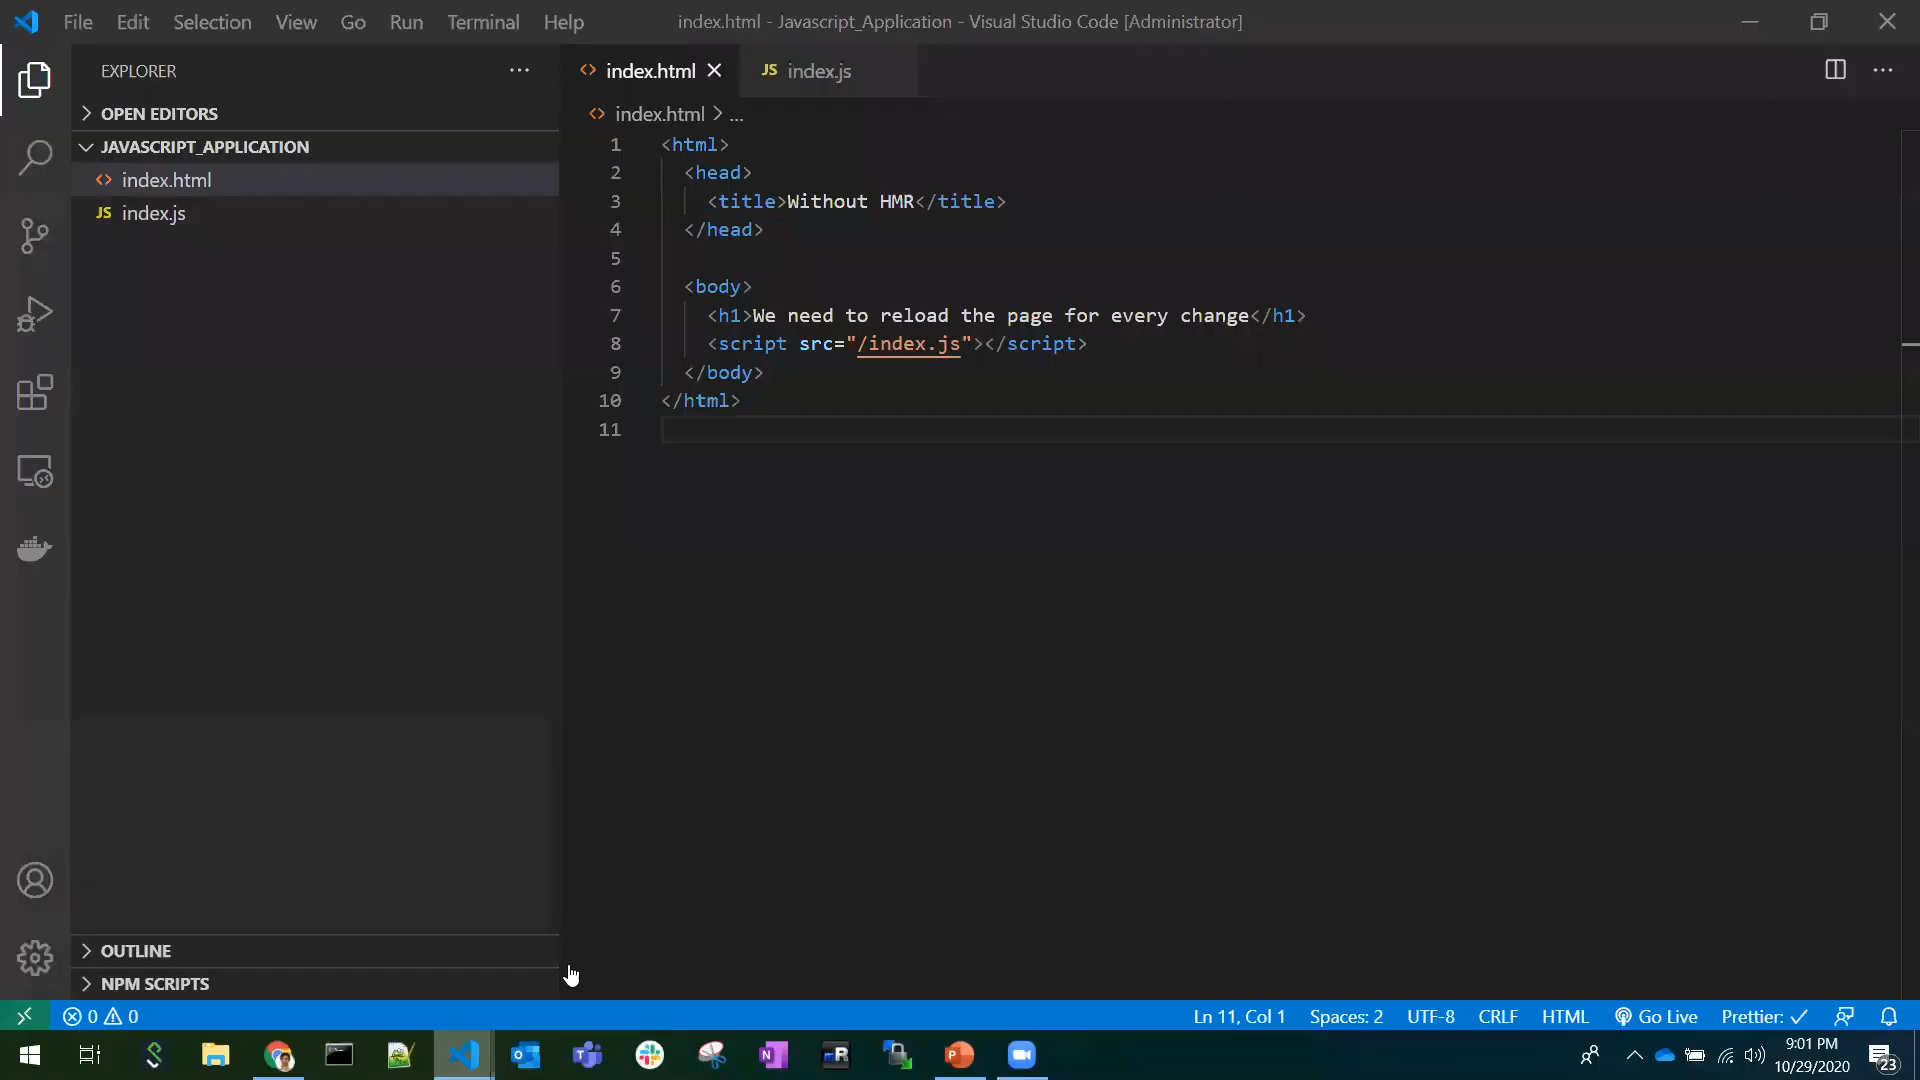 File Edit Selection View Go Run Terminal Help index.html - Javascript_Application - Visual Studio Code [Administrator]
EXPLORER
OPEN EDITORS
JAVASCRIPT_APPLICATION
<> index.html
JS index.js
OUTLINE
NPM SCRIPTS
<> index.html JS index.js
<> index.html > ...
1 <html>
2 <head>
3 <title>Without HMR</title>
4 </head>
5
6 <body>
7 <h1>We need to reload the page for every change</h1>
8 <script src="/index.js"></script>
9 </body>
10 </html>
11
0 0 Ln 11, Col 1 Spaces: 2 UTF-8 CRLF HTML Go Live Prettier: ✓
9:01 PM
10/29/2020
23